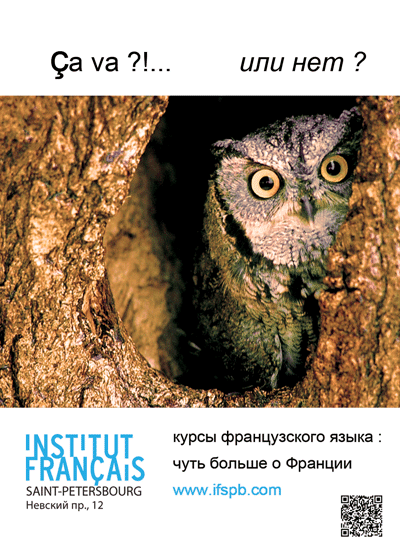 Ça va ?!... или нет ?
INSTITUT
FRANÇAIS
SAINT-PETERSBOURG
Невский пр., 12
курсы французского языка :
чуть больше о Франции
www.ifspb.com